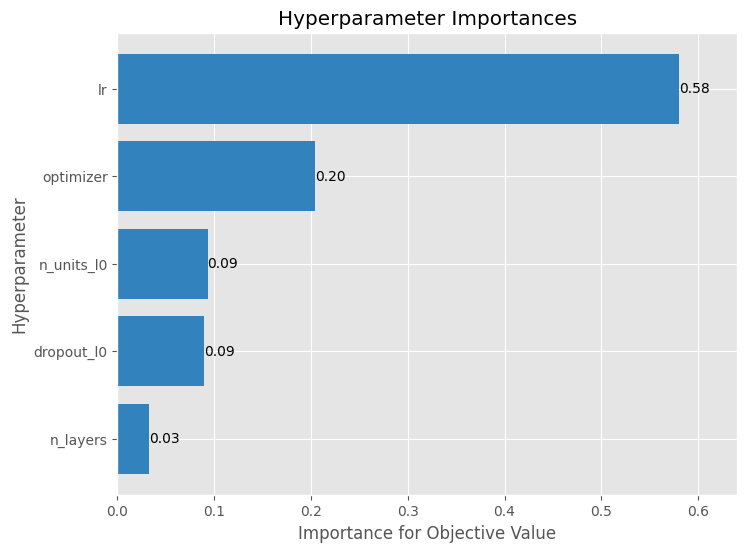 Hyperparameter Importances
Hyperparameter
lr
0.58
optimizer
0.20
n_units_l0
0.09
dropout_l0
0.09
n_layers
0.03
0.0 0.1 0.2 0.3 0.4 0.5 0.6
Importance for Objective Value